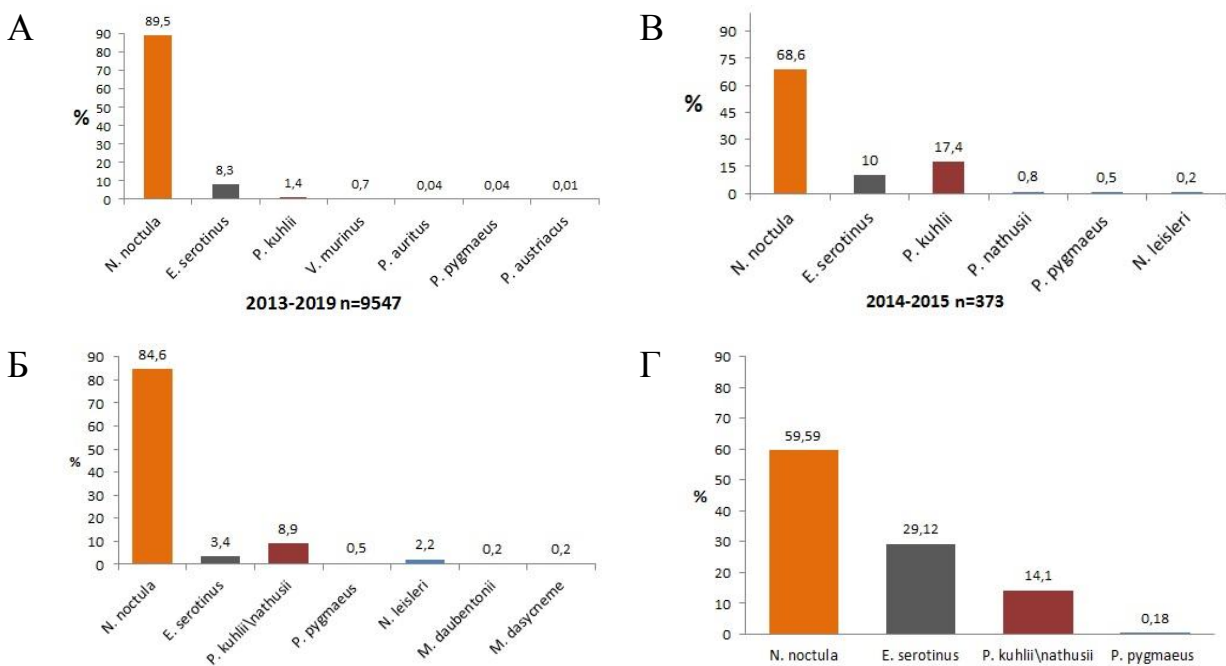 А
89,5
90
80
70
60
50
40
30
20
10
0
%
8,3
1,4
0,7
0,04
0,04
0,01
N. noctula
E. serotinus
P. kuhlii
V. murinus
P. auritus
P. pygmaeus
P. austriacus
2013-2019 n=9547
В
90
75
60
45
30
15
0
%
68,6
10
17,4
0,8
0,5
0,2
N. noctula
E. serotinus
P. kuhlii
P. nathusii
P. pygmaeus
N. leisleri
2014-2015 n=373
Б
90
80
70
60
50
40
30
20
10
0
%
84,6
3,4
8,9
0,5
2,2
0,2
0,2
N. noctula
E. serotinus
P. kuhlii\nathusii
P. pygmaeus
N. leisleri
M. daubentonii
M. dasycneme
Г
90
80
70
60
50
40
30
20
10
0
%
59,59
29,12
14,1
0,18
N. noctula
E. serotinus
P. kuhlii\nathusii
P. pygmaeus